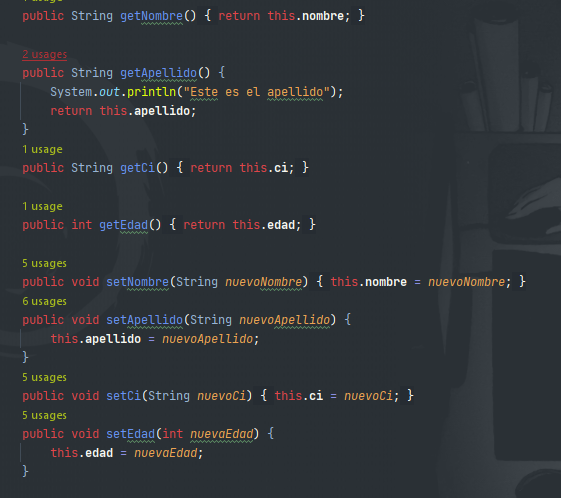 public String getNombre() { return this.nombre; }
2 usages
public String getApellido() {
System.out.println("Este es el apellido");
return this.apellido;
}
1 usage
public String getCi() { return this.ci; }
1 usage
public int getEdad() { return this.edad; }
5 usages
public void setNombre(String nuevoNombre) { this.nombre = nuevoNombre; }
6 usages
public void setApellido(String nuevoApellido) {
this.apellido = nuevoApellido;
}
5 usages
public void setCi(String nuevoCi) { this.ci = nuevoCi; }
5 usages
public void setEdad(int nuevaEdad) {
this.edad = nuevaEdad;
}